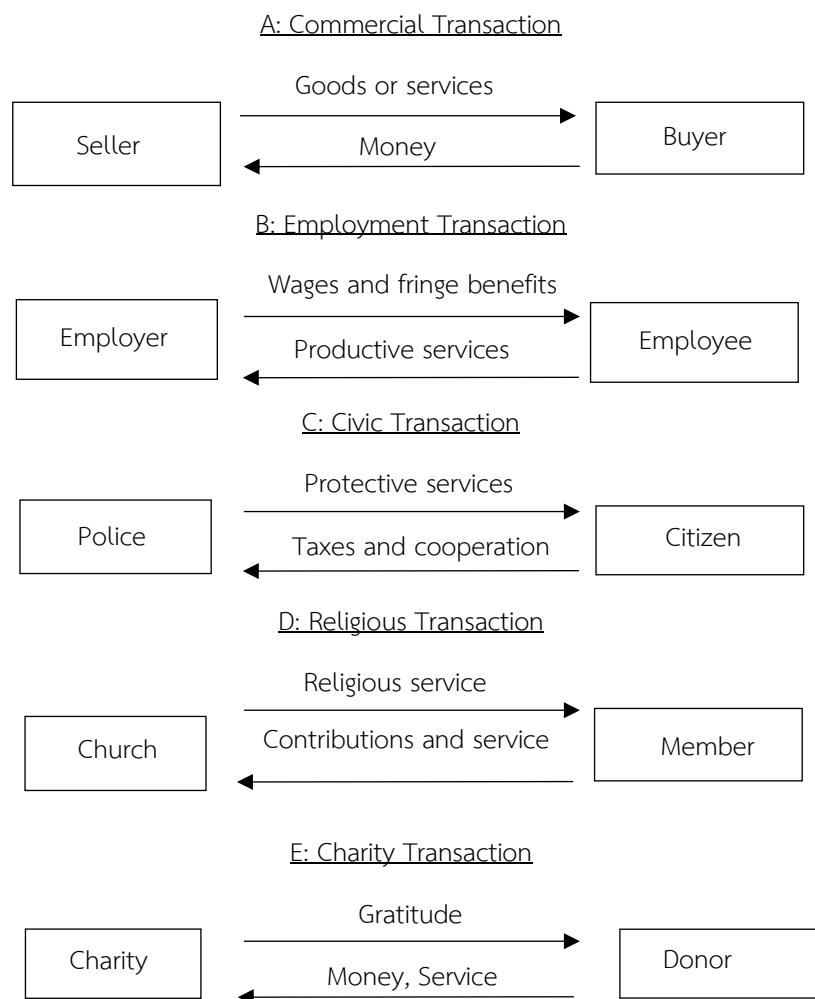 A: Commercial Transaction
Goods or services
Seller
Buyer
Money
B: Employment Transaction
Wages and fringe benefits
Employer
Employee
Productive services
C: Civic Transaction
Protective services
Police
Citizen
Taxes and cooperation
D: Religious Transaction
Religious service
Church
Contributions and service
Member
E: Charity Transaction
Gratitude
Charity
Donor
Money, Service